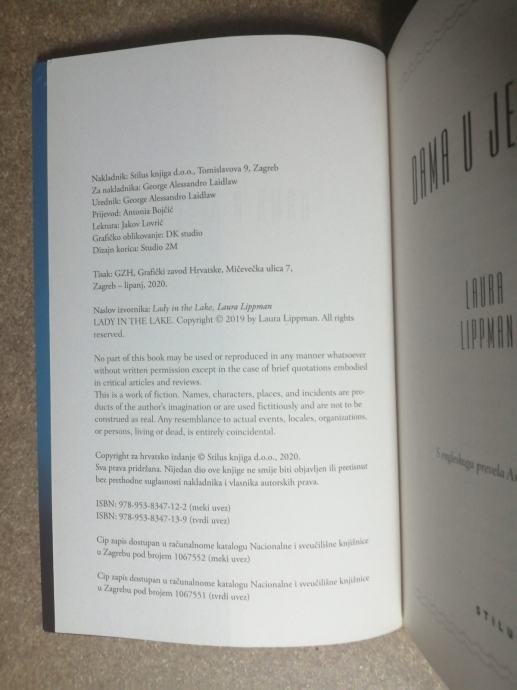 Nakladnik: Stilus knjiga d.o.o., Tomislavova 9, Zagreb
Za nakladnika: George Alessandro Laidlaw
Urednik: George Alessandro Laidlaw
Prijevod: Antonia Bojčić
Lektura: Jakov Lovrić
Grafičko oblikovanje: DK studio
Dizajn korica: Studio 2M
Tisak: GZH, Grafički zavod Hrvatske, Mičevečka ulica 7,
Zagreb – lipanj, 2020.
Naslov izvornika: Lady in the Lake, Laura Lippman
LADY IN THE LAKE. Copyright © 2019 by Laura Lippman. All rights
reserved.
No part of this book may be used or reproduced in any manner whatsoever
without written permission except in the case of brief quotations embodied
in critical articles and reviews.
This is a work of fiction. Names, characters, places, and incidents are pro-
ducts of the author's imagination or are used fictitiously and are not to be
construed as real. Any resemblance to actual events, locales, organizations,
or persons, living or dead, is entirely coincidental.
Copyright za hrvatsko izdanje © Stilus knjiga d.o.o., 2020.
Sva prava pridržana. Nijedan dio ove knjige ne smije biti objavljen ili pretisnut
bez prethodne suglasnosti nakladnika i vlasnika autorskih prava.
ISBN: 978-953-8347-12-2 (meki uvez)
ISBN: 978-953-8347-13-9 (tvrdi uvez)
Cip zapis dostupan u računalnome katalogu Nacionalne i sveučilišne knjižnice
u Zagrebu pod brojem 1067552 (meki uvez)
Cip zapis dostupan u računalnome katalogu Nacionalne i sveučilišne knjižnice
u Zagrebu pod brojem 1067551 (tvrdi uvez)
DAMA U JE
LAURA
LIPPMAN
S engleskoga prevela
STILU